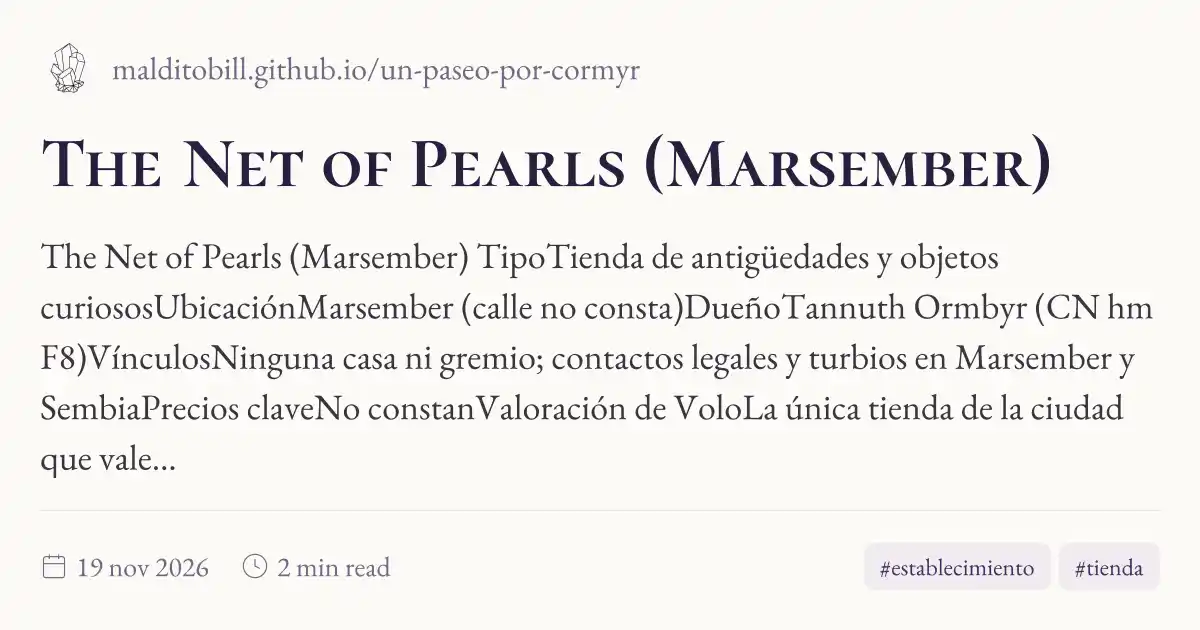 malditobill.github.io/un-paseo-por-cormyr
The Net of Pearls (Marsember)
The Net of Pearls (Marsember) TipoTienda de antigüedades y objetos
curiososUbicaciónMarsember (calle no consta)DueñoTannuth Ormbyr (CN hm
F8)VínculosNinguna casa ni gremio; contactos legales y turbios en Marsember y
SembiaPrecios claveNo constanValoración de VoloLa única tienda de la ciudad
que vale...
19 nov 2026 2 min read #establecimiento #tienda